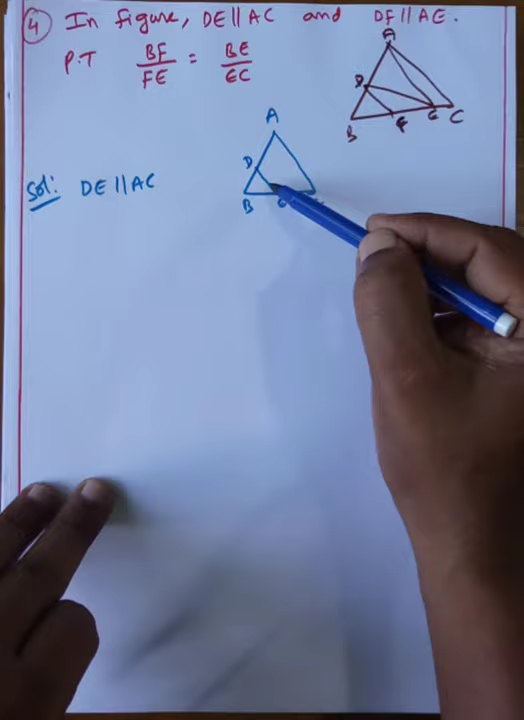 4 In figure, DE || AC and DF || AE.
P.T BF/FE = BE/EC
A
D
B F E C
Sol: DE || AC
A
D
B E